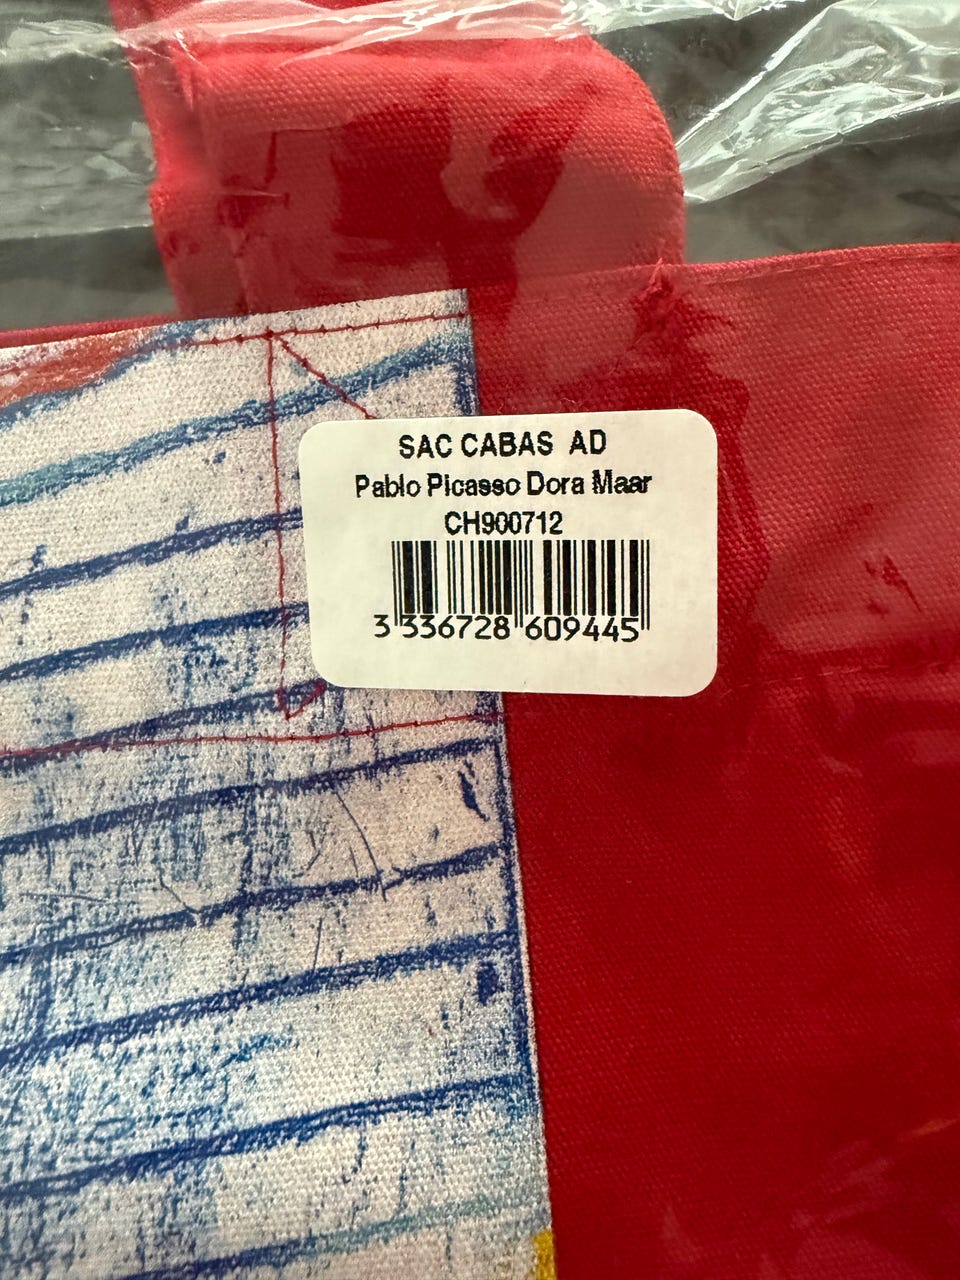 SAC CABAS AD
Pablo Picasso Dora Maar
CH900712
3 336728 609445